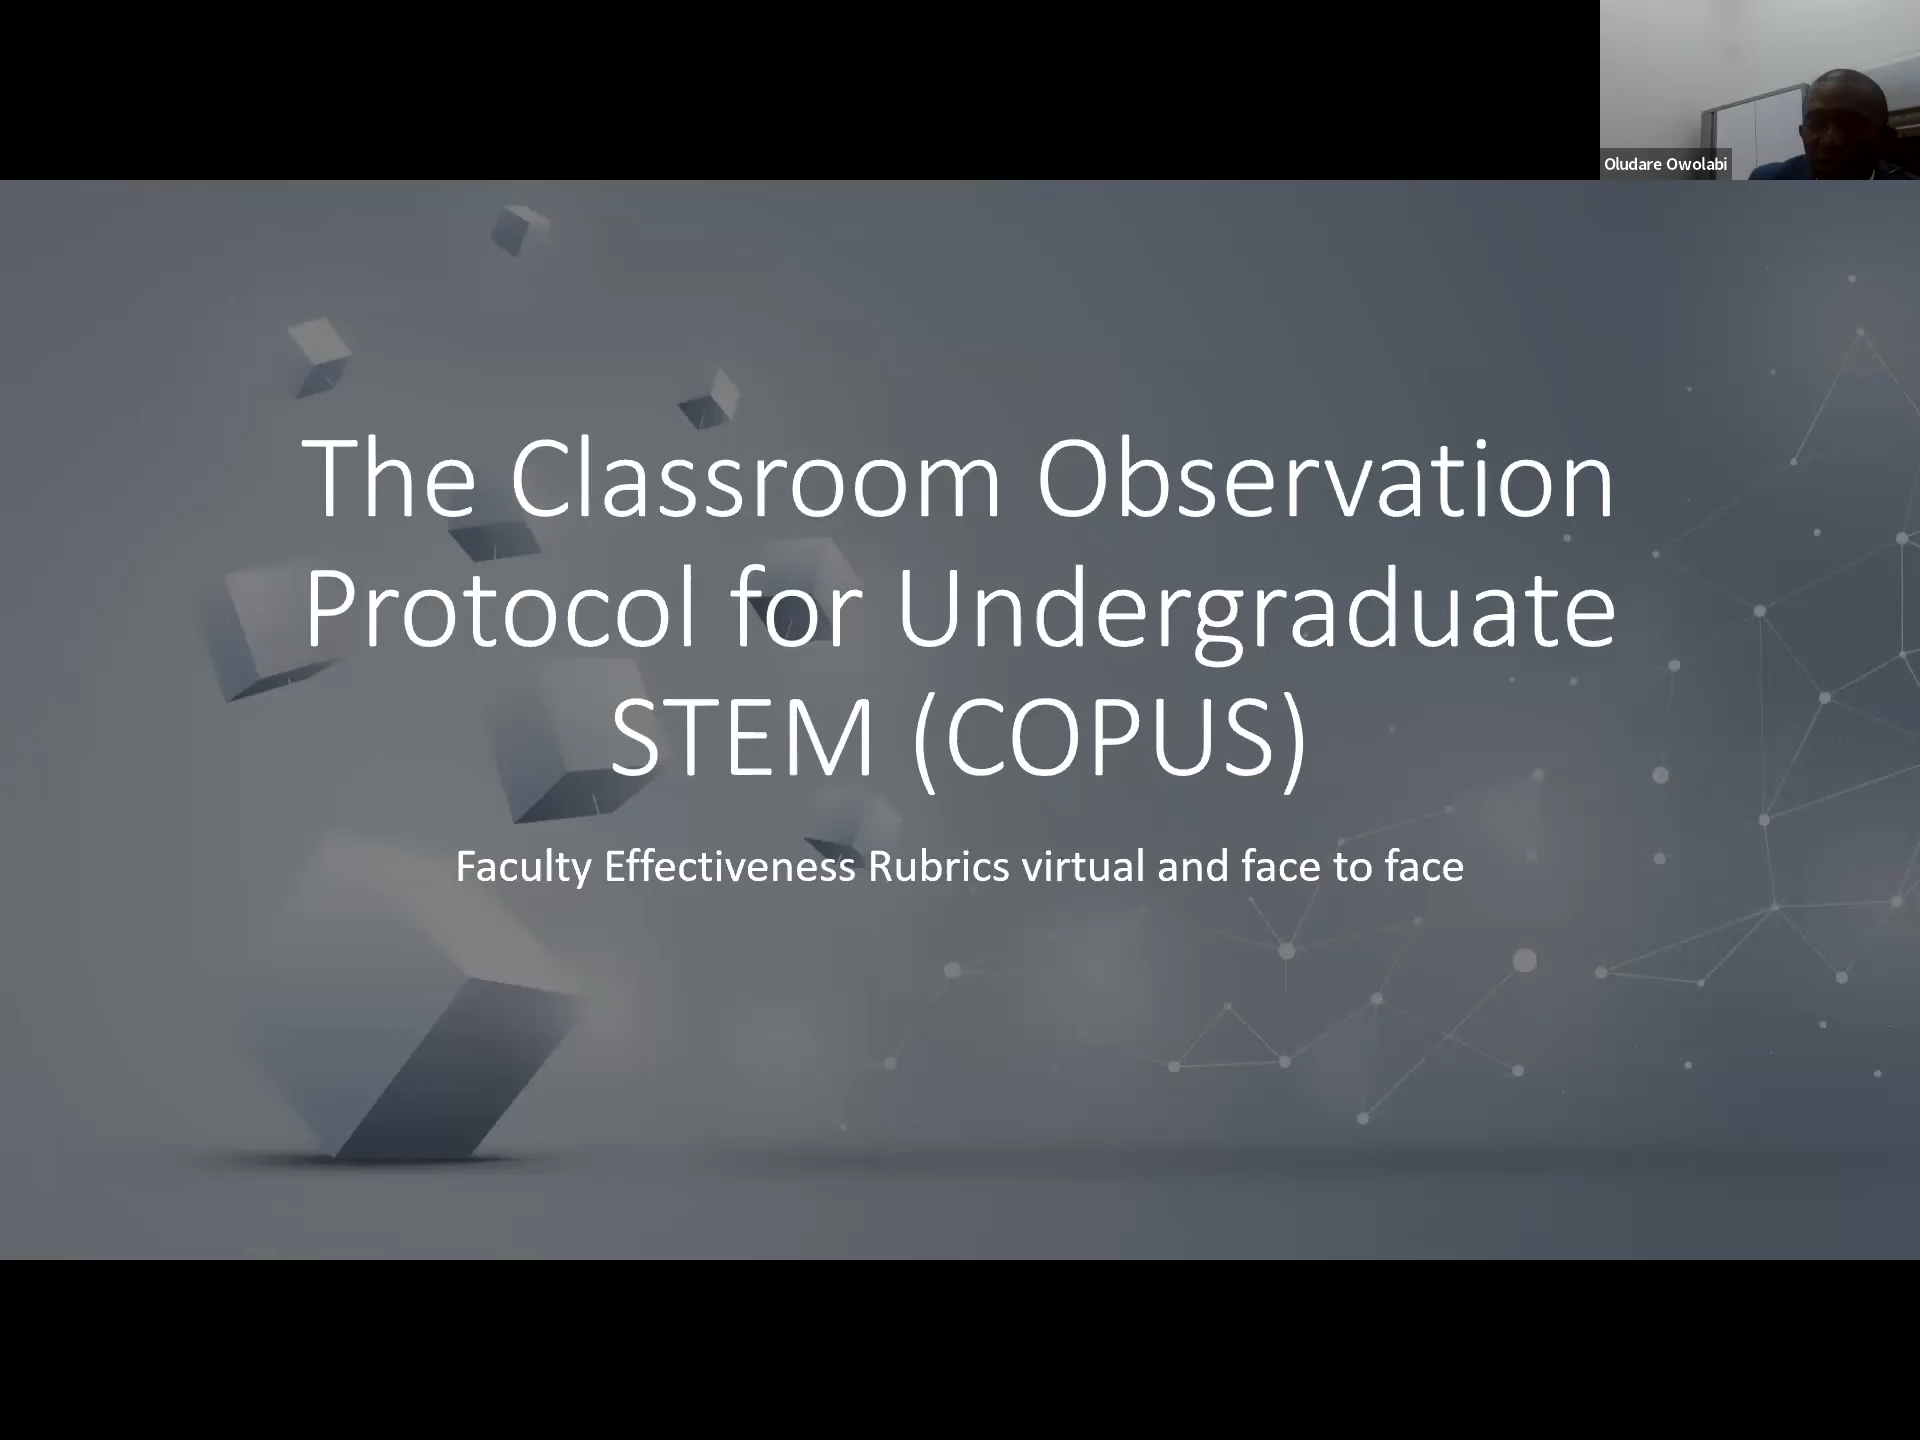 Oludare Owolabi
The Classroom Observation
Protocol for Undergraduate
STEM (COPUS)
Faculty Effectiveness Rubrics virtual and face to face